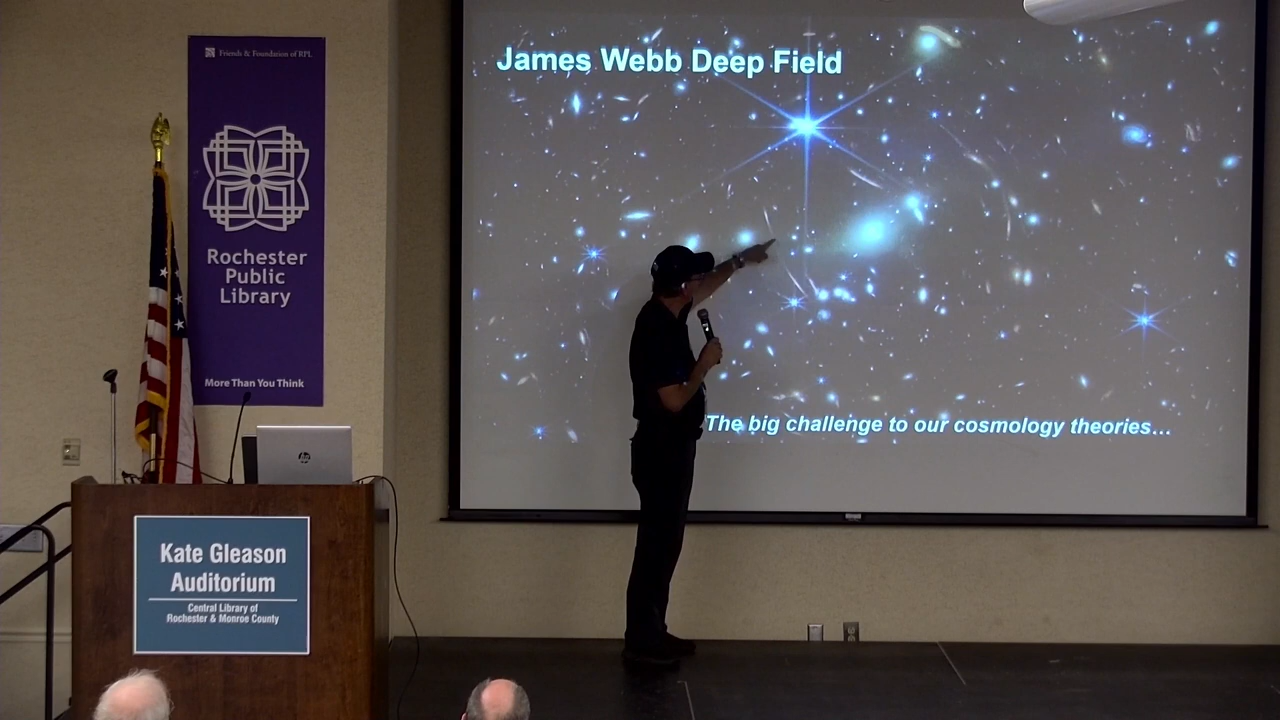 Friends & Foundation of RPL
Rochester
Public
Library
More Than You Think
James Webb Deep Field
The big challenge to our cosmology theories...
hp
Kate Gleason
Auditorium
Central Library of
Rochester & Monroe County